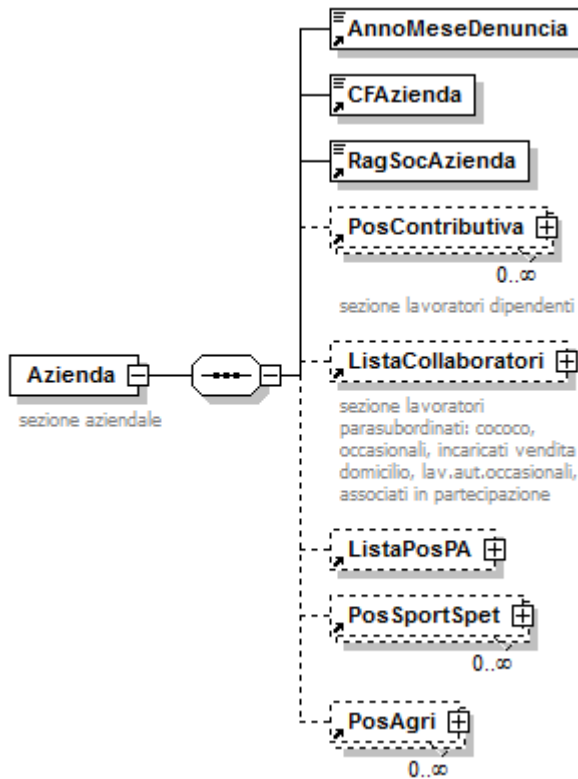 AnnoMeseDenuncia
CFAzienda
RagSocAzienda
PosContributiva
0..∞
sezione lavoratori dipendenti
Azienda
sezione aziendale
ListaCollaboratori
sezione lavoratori
parasubordinati: cococo,
occasionali, incaricati vendita
domicilio, lav.aut.occasionali,
associati in partecipazione
ListaPosPA
PosSportSpet
0..∞
PosAgri
0..∞